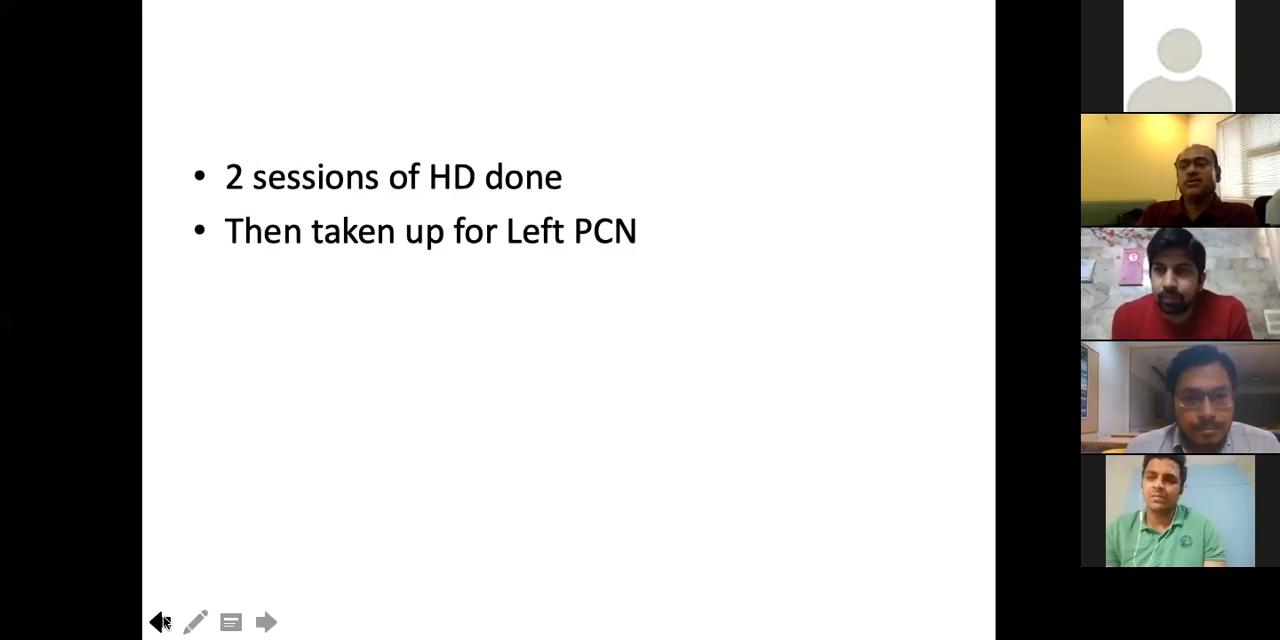 • 2 sessions of HD done
• Then taken up for Left PCN